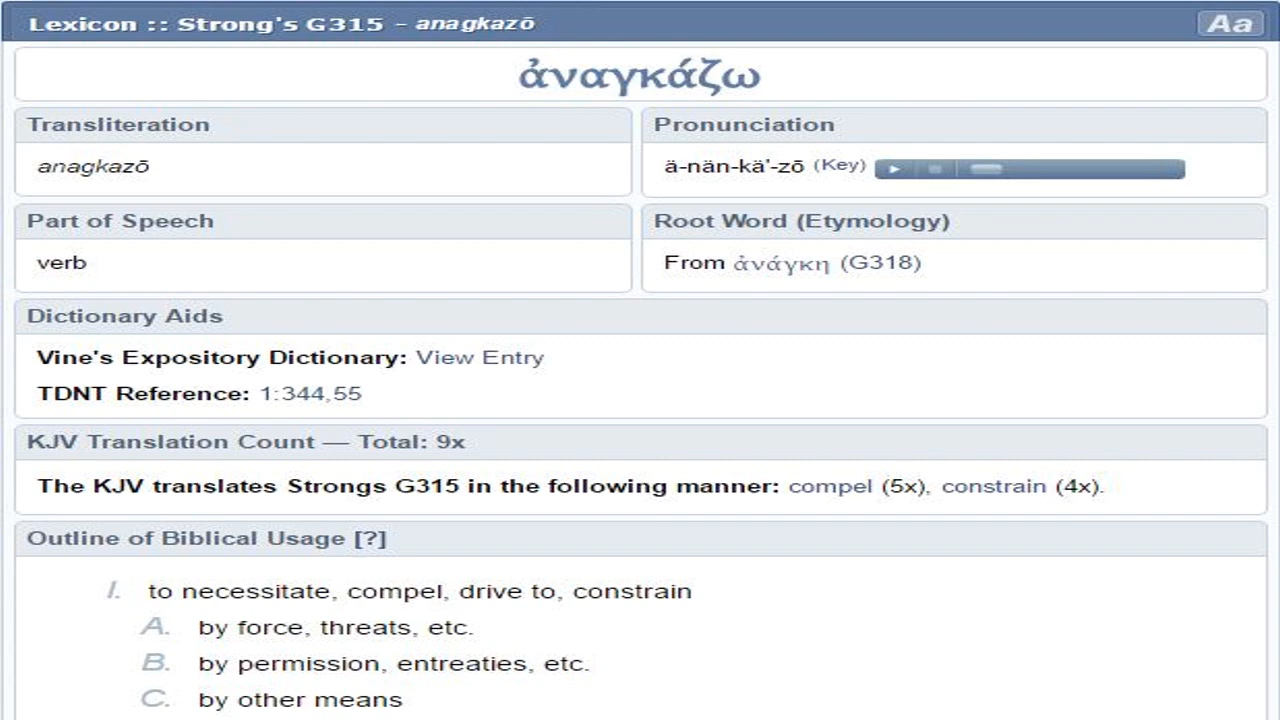 Lexicon :: Strong's G315 - anagkazō
Aa
ἀναγκάζω
Transliteration
anagkazō
Pronunciation
ä-nän-kä'-zō (Key)
Part of Speech
verb
Root Word (Etymology)
From ἀνάγκη (G318)
Dictionary Aids
Vine's Expository Dictionary: View Entry
TDNT Reference: 1:344,55
KJV Translation Count — Total: 9x
The KJV translates Strongs G315 in the following manner: compel (5x), constrain (4x).
Outline of Biblical Usage [?]
I. to necessitate, compel, drive to, constrain
A. by force, threats, etc.
B. by permission, entreaties, etc.
C. by other means